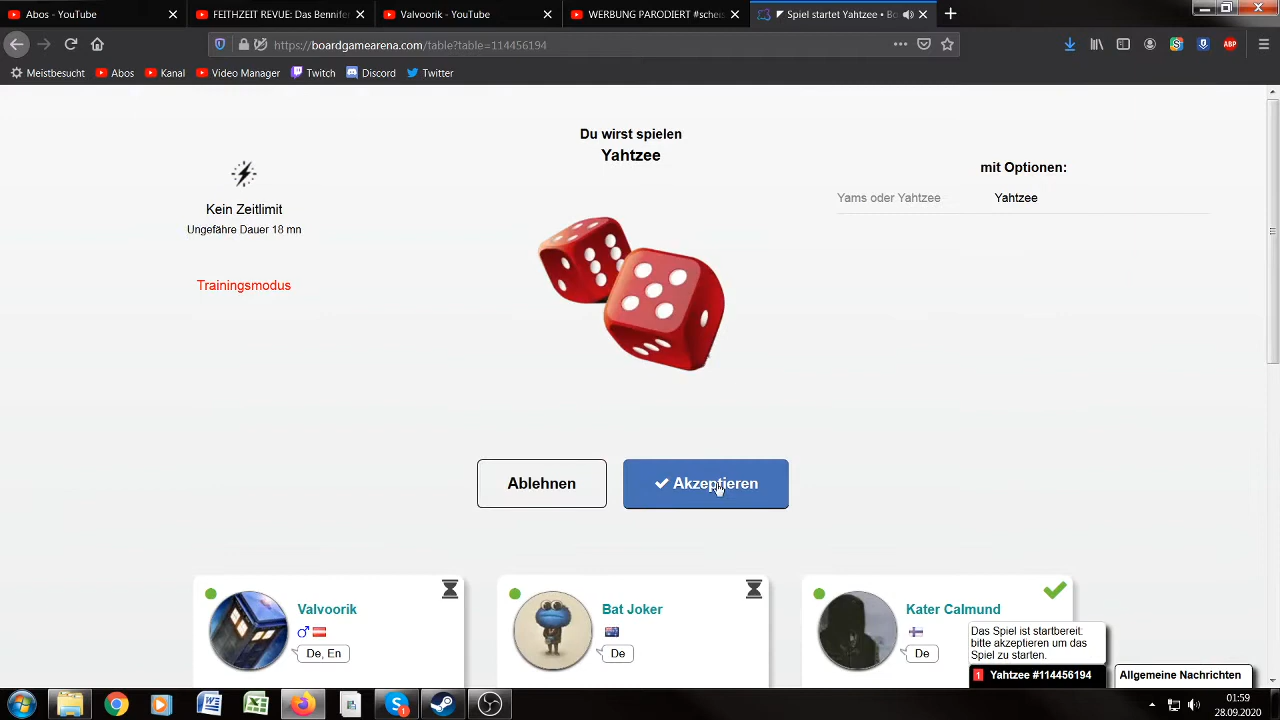 Abos - YouTube
FEITHZEIT REVUE: Das Bennifer
Valvoorik - YouTube
WERBUNG PARODIERT #scheu
Spiel startet Yahtzee • Bo
https://boardgamearena.com/table?table=114456194
ABP
Meistbesucht
Abos
Kanal
Video Manager
Twitch
Discord
Twitter
Du wirst spielen
Yahtzee
Kein Zeitlimit
Ungefähre Dauer 18 mn
Trainingsmodus
mit Optionen:
Yams oder Yahtzee
Yahtzee
Ablehnen
Akzeptieren
Valvoorik
De, En
Bat Joker
De
Kater Calmund
De
Das Spiel ist startbereit:
bitte akzeptieren um das
Spiel zu starten.
1 Yahtzee #114456194
Allgemeine Nachrichten
01:59
28.09.2020